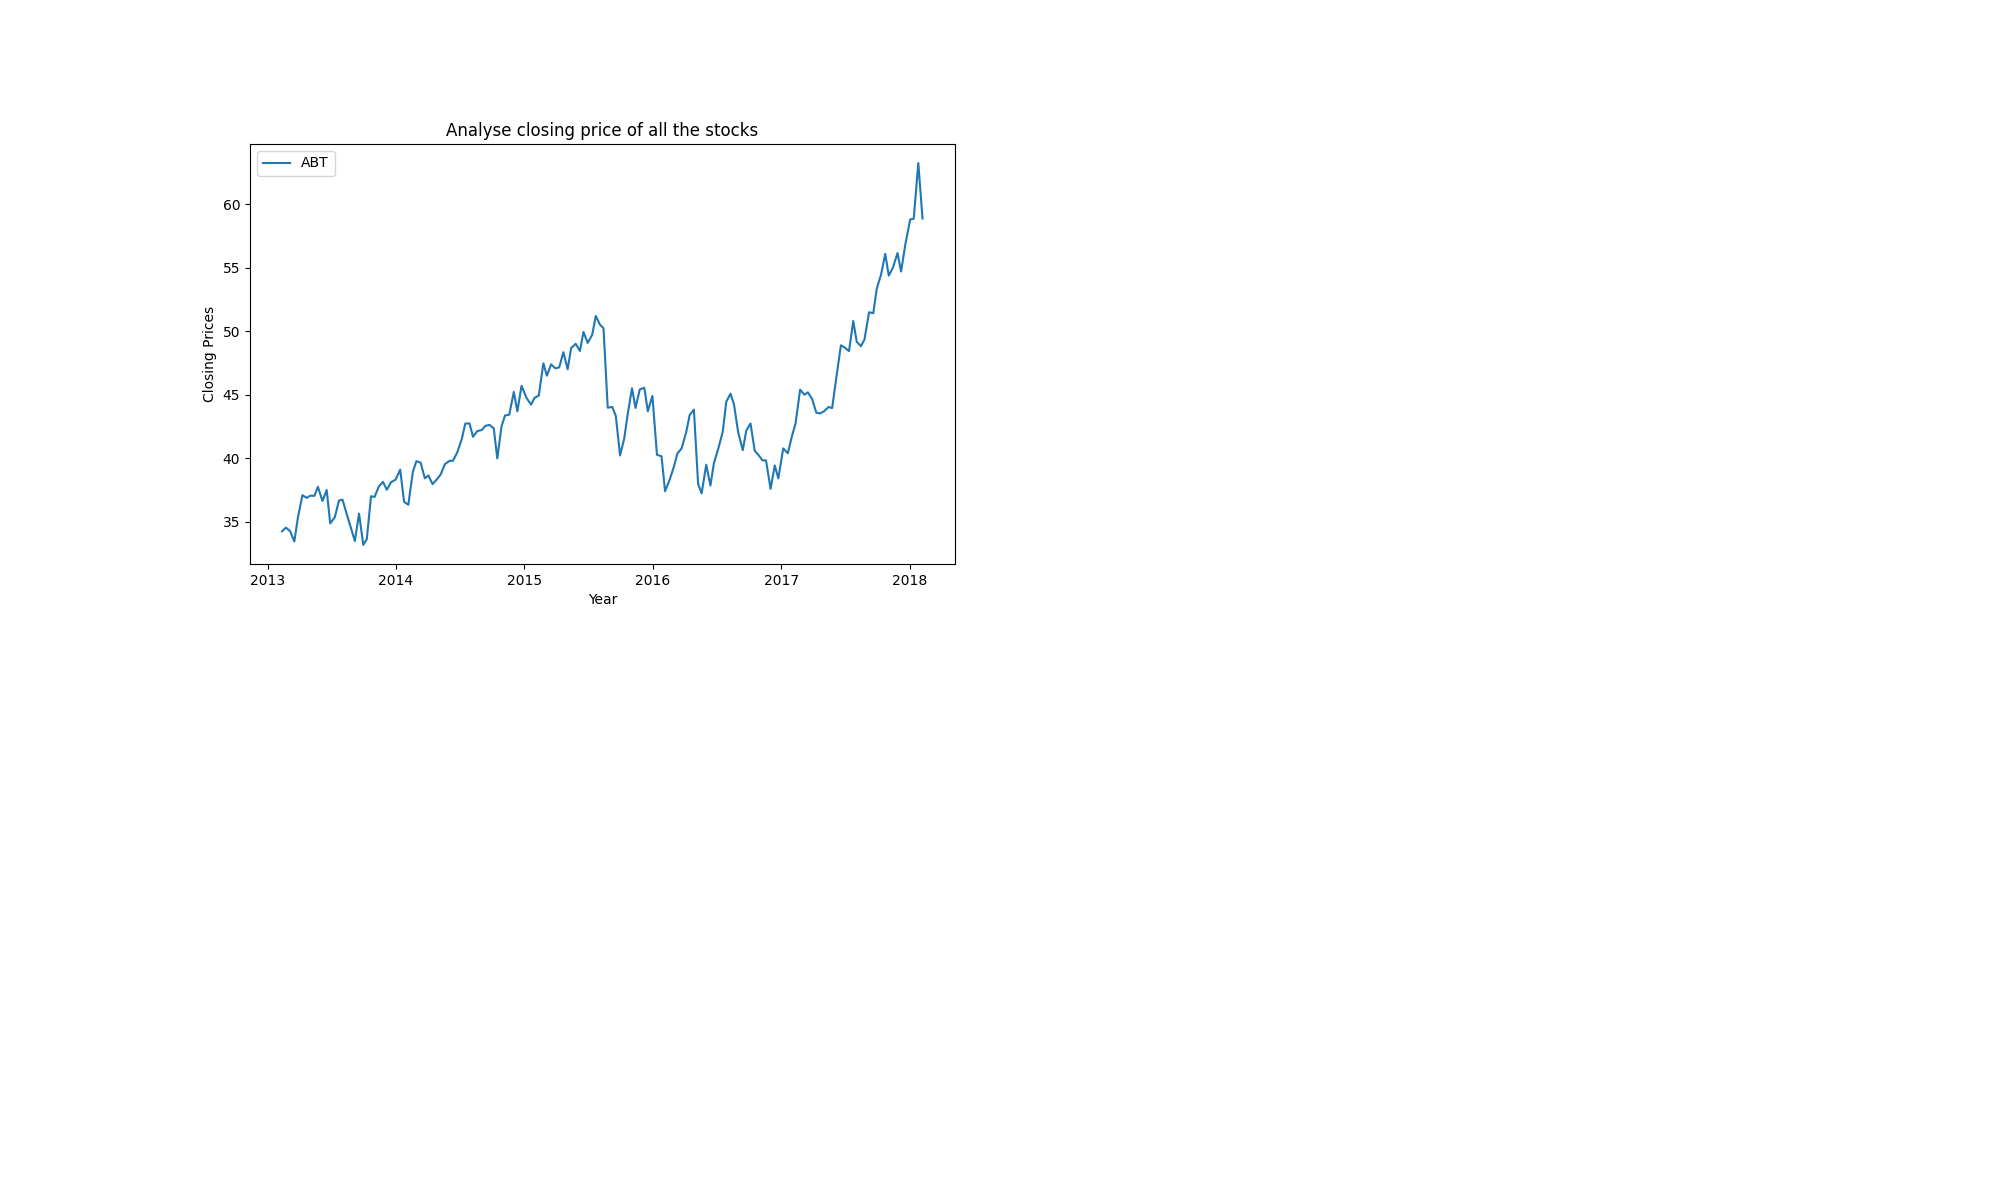 Analyse closing price of all the stocks
ABT
60
55
50
45
40
35
Closing Prices
2013 2014 2015 2016 2017 2018
Year